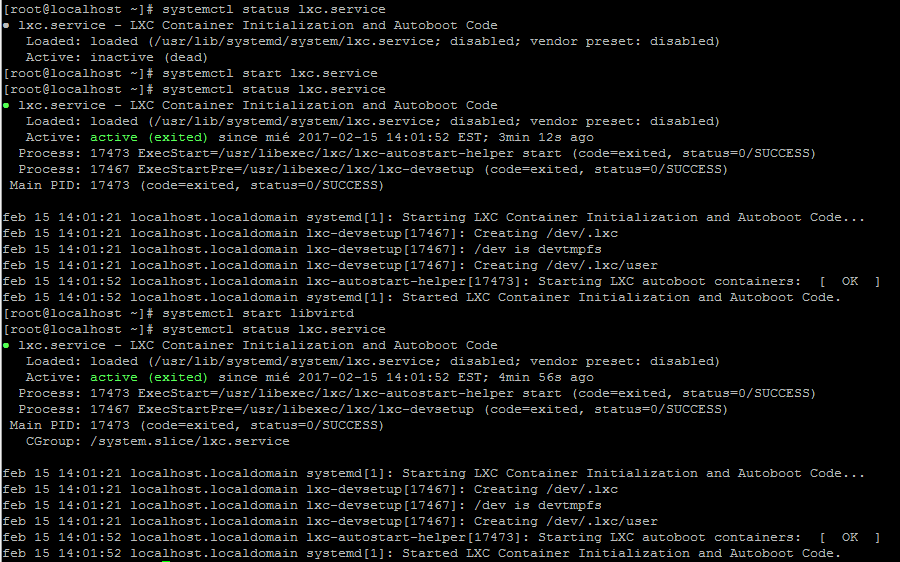 [root@localhost ~]# systemctl status lxc.service
● lxc.service - LXC Container Initialization and Autoboot Code
   Loaded: loaded (/usr/lib/systemd/system/lxc.service; disabled; vendor preset: disabled)
   Active: inactive (dead)
[root@localhost ~]# systemctl start lxc.service
[root@localhost ~]# systemctl status lxc.service
● lxc.service - LXC Container Initialization and Autoboot Code
   Loaded: loaded (/usr/lib/systemd/system/lxc.service; disabled; vendor preset: disabled)
   Active: active (exited) since mié 2017-02-15 14:01:52 EST; 3min 12s ago
  Process: 17473 ExecStart=/usr/libexec/lxc/lxc-autostart-helper start (code=exited, status=0/SUCCESS)
  Process: 17467 ExecStartPre=/usr/libexec/lxc/lxc-devsetup (code=exited, status=0/SUCCESS)
 Main PID: 17473 (code=exited, status=0/SUCCESS)

feb 15 14:01:21 localhost.localdomain systemd[1]: Starting LXC Container Initialization and Autoboot Code...
feb 15 14:01:21 localhost.localdomain lxc-devsetup[17467]: Creating /dev/.lxc
feb 15 14:01:21 localhost.localdomain lxc-devsetup[17467]: /dev is devtmpfs
feb 15 14:01:21 localhost.localdomain lxc-devsetup[17467]: Creating /dev/.lxc/user
feb 15 14:01:52 localhost.localdomain lxc-autostart-helper[17473]: Starting LXC autoboot containers:  [  OK  ]
feb 15 14:01:52 localhost.localdomain systemd[1]: Started LXC Container Initialization and Autoboot Code.
[root@localhost ~]# systemctl start libvirtd
[root@localhost ~]# systemctl status lxc.service
● lxc.service - LXC Container Initialization and Autoboot Code
   Loaded: loaded (/usr/lib/systemd/system/lxc.service; disabled; vendor preset: disabled)
   Active: active (exited) since mié 2017-02-15 14:01:52 EST; 4min 56s ago
  Process: 17473 ExecStart=/usr/libexec/lxc/lxc-autostart-helper start (code=exited, status=0/SUCCESS)
  Process: 17467 ExecStartPre=/usr/libexec/lxc/lxc-devsetup (code=exited, status=0/SUCCESS)
 Main PID: 17473 (code=exited, status=0/SUCCESS)
   CGroup: /system.slice/lxc.service

feb 15 14:01:21 localhost.localdomain systemd[1]: Starting LXC Container Initialization and Autoboot Code...
feb 15 14:01:21 localhost.localdomain lxc-devsetup[17467]: Creating /dev/.lxc
feb 15 14:01:21 localhost.localdomain lxc-devsetup[17467]: /dev is devtmpfs
feb 15 14:01:21 localhost.localdomain lxc-devsetup[17467]: Creating /dev/.lxc/user
feb 15 14:01:52 localhost.localdomain lxc-autostart-helper[17473]: Starting LXC autoboot containers:  [  OK  ]
feb 15 14:01:52 localhost.localdomain systemd[1]: Started LXC Container Initialization and Autoboot Code.